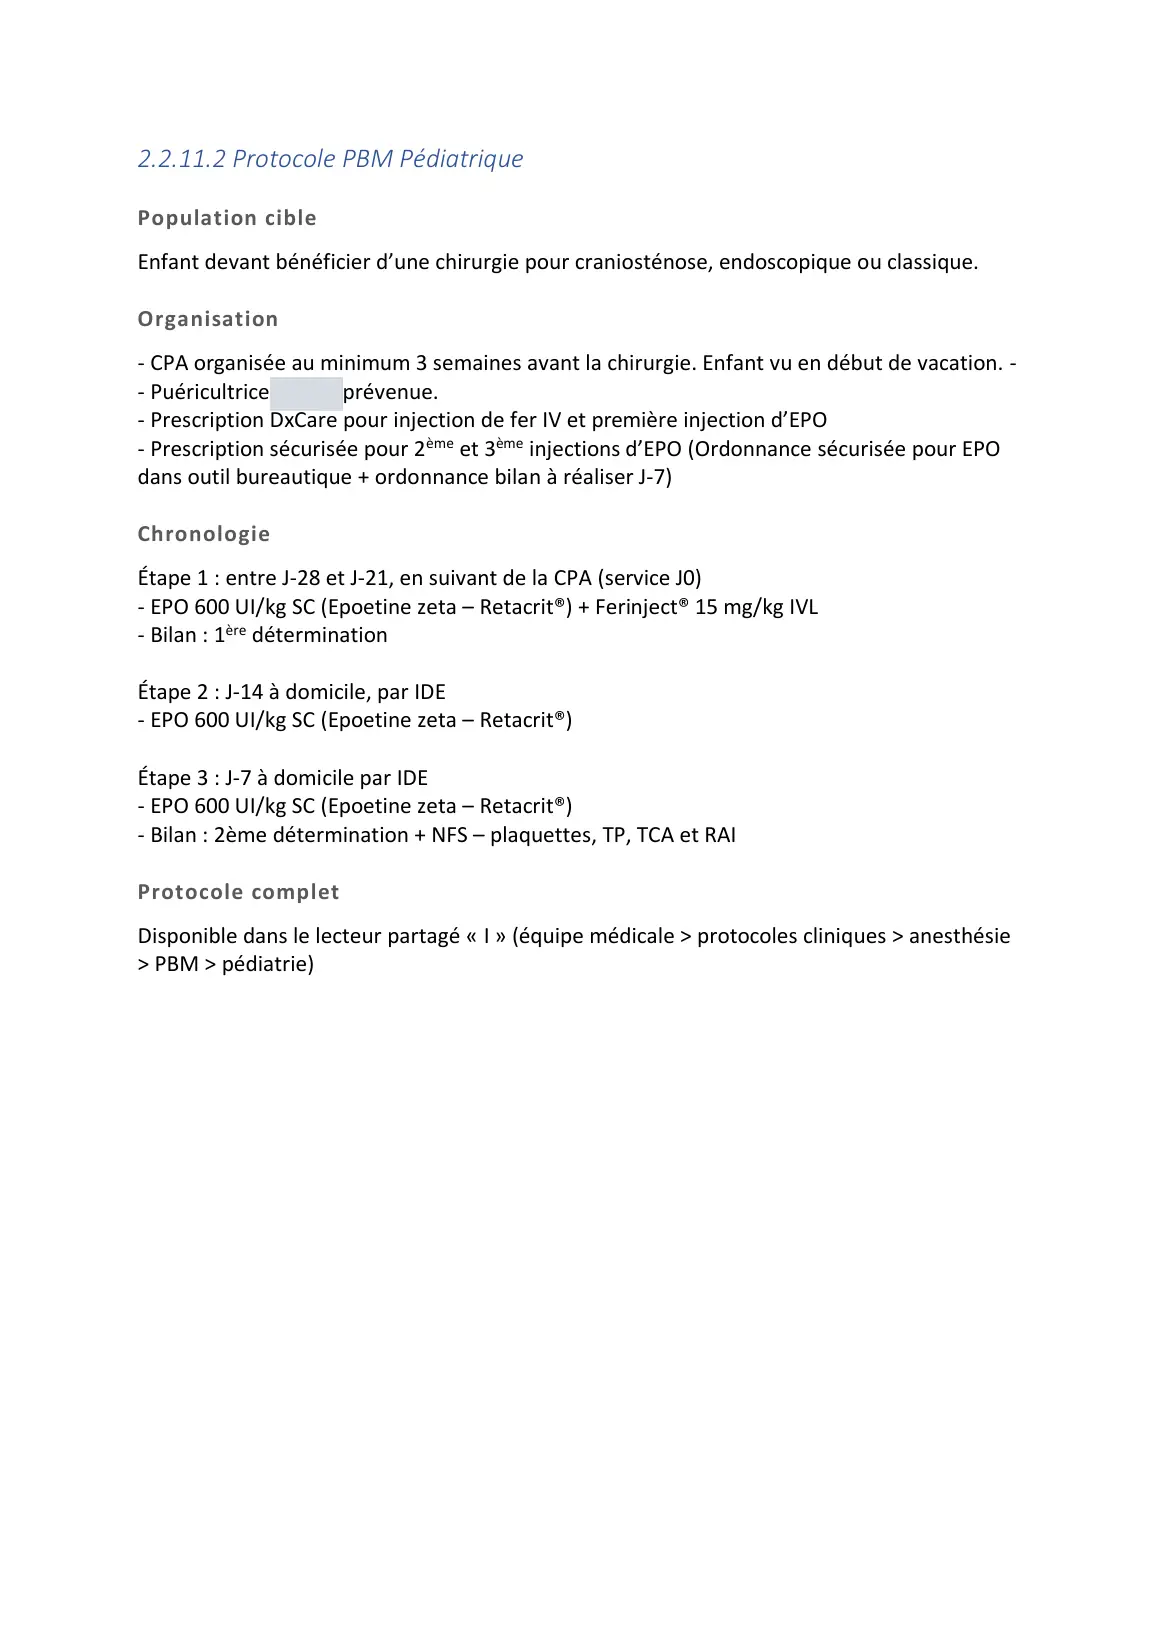 2.2.11.2 Protocole PBM Pédiatrique
Population cible
Enfant devant bénéficier d’une chirurgie pour craniosténose, endoscopique ou classique.
Organisation
- CPA organisée au minimum 3 semaines avant la chirurgie. Enfant vu en début de vacation. -
- Puéricultrice prévenue.
- Prescription DxCare pour injection de fer IV et première injection d’EPO
- Prescription sécurisée pour 2ème et 3ème injections d’EPO (Ordonnance sécurisée pour EPO
dans outil bureautique + ordonnance bilan à réaliser J-7)
Chronologie
Étape 1 : entre J-28 et J-21, en suivant de la CPA (service J0)
- EPO 600 UI/kg SC (Epoetine zeta – Retacrit®) + Ferinject® 15 mg/kg IVL
- Bilan : 1ère détermination
Étape 2 : J-14 à domicile, par IDE
- EPO 600 UI/kg SC (Epoetine zeta – Retacrit®)
Étape 3 : J-7 à domicile par IDE
- EPO 600 UI/kg SC (Epoetine zeta – Retacrit®)
- Bilan : 2ème détermination + NFS – plaquettes, TP, TCA et RAI
Protocole complet
Disponible dans le lecteur partagé « I » (équipe médicale > protocoles cliniques > anesthésie
> PBM > pédiatrie)